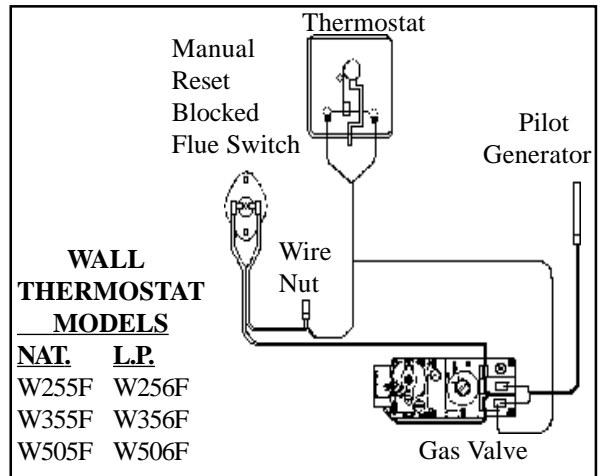 Thermostat
Manual
Reset
Blocked
Flue Switch
Pilot
Generator
Wire
Nut
WALL
THERMOSTAT
MODELS
NAT. L.P.
W255F W256F
W355F W356F
W505F W506F
Gas Valve